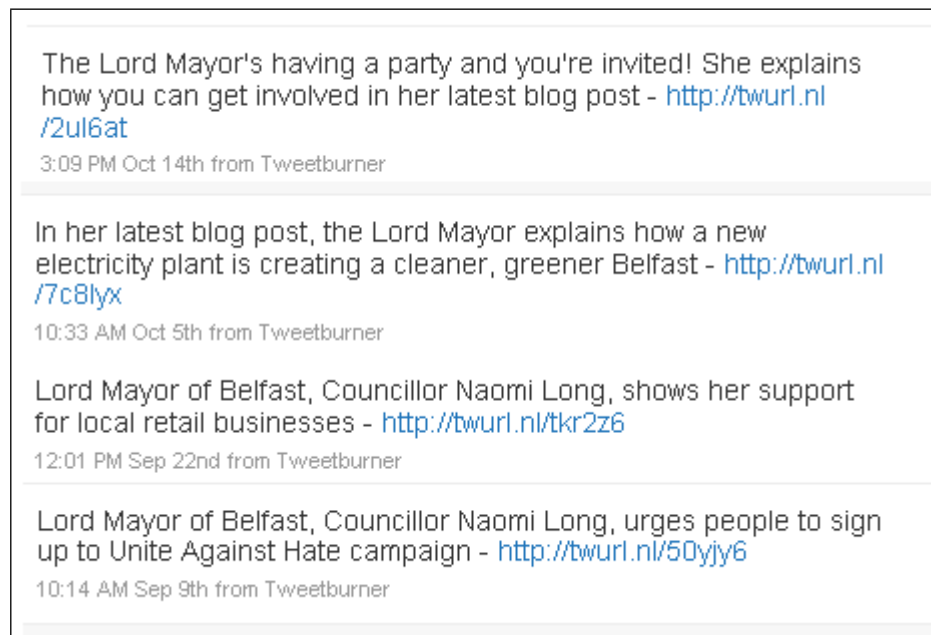 The Lord Mayor's having a party and you're invited! She explains
how you can get involved in her latest blog post - http://twurl.nl
/2ul6at
3:09 PM Oct 14th from Tweetburner
In her latest blog post, the Lord Mayor explains how a new
electricity plant is creating a cleaner, greener Belfast - http://twurl.nl
/7c8lyx
10:33 AM Oct 5th from Tweetburner
Lord Mayor of Belfast, Councillor Naomi Long, shows her support
for local retail businesses - http://twurl.nl/tkr2z6
12:01 PM Sep 22nd from Tweetburner
Lord Mayor of Belfast, Councillor Naomi Long, urges people to sign
up to Unite Against Hate campaign - http://twurl.nl/50yjy6
10:14 AM Sep 9th from Tweetburner